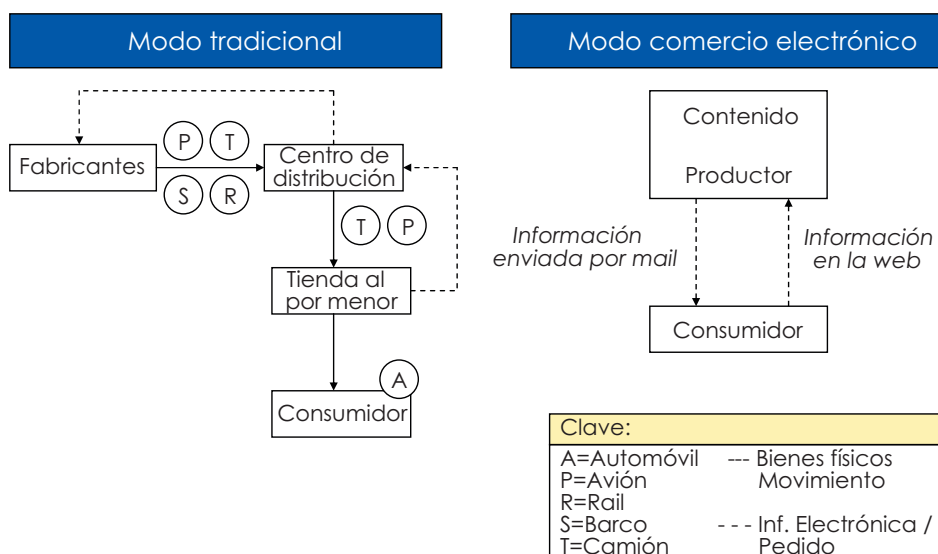 Modo tradicional
Modo comercio electrónico
Fabricantes
P
T
S
R
Centro de
distribución
T
P
Tienda al
por menor
A
Consumidor
Contenido
Productor
Información
enviada por mail
Información
en la web
Consumidor
Clave:
A=Automóvil --- Bienes físicos
P=Avión Movimiento
R=Rail
S=Barco - - - Inf. Electrónica /
T=Camión Pedido